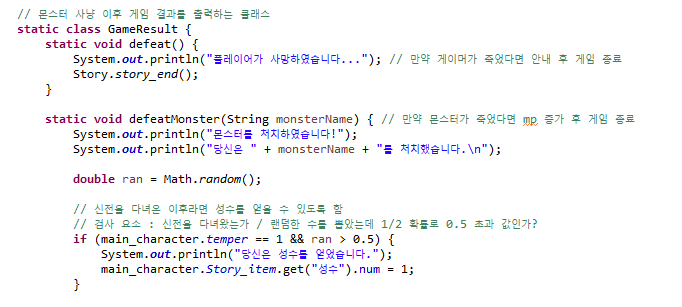 // 몬스터 사냥 이후 게임 결과를 출력하는 클래스
static class GameResult {
static void defeat() {
System.out.println("플레이어가 사망하였습니다..."); // 만약 게이머가 죽었다면 안내 후 게임 종료
Story.story_end();
}
static void defeatMonster(String monsterName) { // 만약 몬스터가 죽었다면 mp 증가 후 게임 종료
System.out.println("몬스터를 처치하였습니다!");
System.out.println("당신은 " + monsterName + "를 처치했습니다.\n");
double ran = Math.random();
// 신전을 다녀온 이후라면 성수를 얻을 수 있도록 함
// 검사 요소 : 신전을 다녀왔는가 / 랜덤한 수를 뽑았는데 1/2 확률로 0.5 초과 값인가?
if (main_character.temper == 1 && ran > 0.5) {
System.out.println("당신은 성수를 얻었습니다.");
main_character.Story_item.get("성수").num = 1;
}